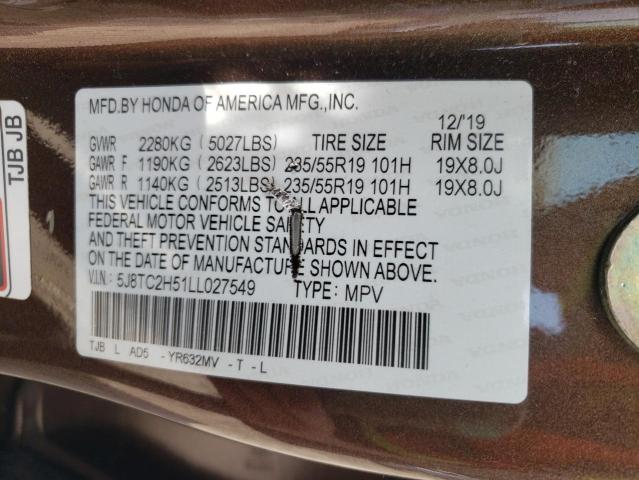 TJB JB
MFD.BY HONDA OF AMERICA MFG.,INC.
12/'19
GVWR 2280KG (5027LBS) TIRE SIZE RIM SIZE
GAWR F 1190KG (2623LBS) 235/55R19 101H 19X8.0J
GAWR R 1140KG (2513LBS) 235/55R19 101H 19X8.0J
THIS VEHICLE CONFORMS TO ALL APPLICABLE
FEDERAL MOTOR VEHICLE SAFETY
AND THEFT PREVENTION STANDARDS IN EFFECT
ON THE DATE OF MANUFACTURE SHOWN ABOVE.
V.I.N.: 5J8TC2H51LL027549 TYPE: MPV
TJB L AD5 - YR632MV - T - L